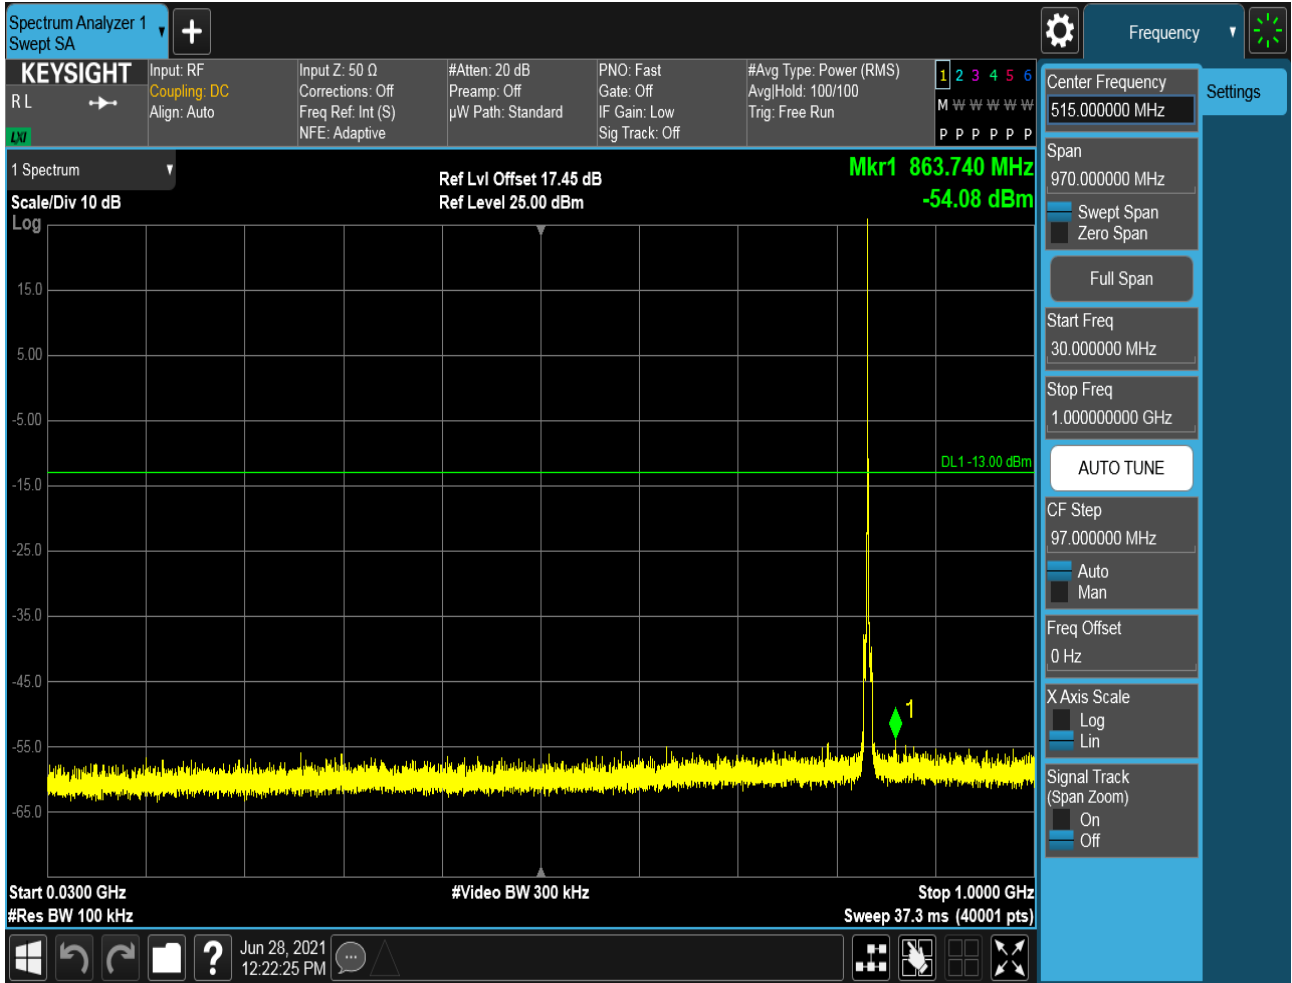 Spectrum Analyzer 1
Swept SA
Frequency
KEYSIGHT
R L
LXI
Input: RF
Coupling: DC
Align: Auto
Input Z: 50 Ω
Corrections: Off
Freq Ref: Int (S)
NFE: Adaptive
#Atten: 20 dB
Preamp: Off
µW Path: Standard
PNO: Fast
Gate: Off
IF Gain: Low
Sig Track: Off
#Avg Type: Power (RMS)
Avg|Hold: 100/100
Trig: Free Run
1 2 3 4 5 6
M W W W W W
P P P P P P
1 Spectrum
Scale/Div 10 dB
Log
Ref Lvl Offset 17.45 dB
Ref Level 25.00 dBm
Mkr1 863.740 MHz
-54.08 dBm
15.0
5.00
-5.00
DL1 -13.00 dBm
-15.0
-25.0
-35.0
-45.0
1
-55.0
-65.0
Start 0.0300 GHz
#Res BW 100 kHz
#Video BW 300 kHz
Stop 1.0000 GHz
Sweep 37.3 ms (40001 pts)
Center Frequency
515.000000 MHz
Settings
Span
970.000000 MHz
Swept Span
Zero Span
Full Span
Start Freq
30.000000 MHz
Stop Freq
1.000000000 GHz
AUTO TUNE
CF Step
97.000000 MHz
Auto
Man
Freq Offset
0 Hz
X Axis Scale
Log
Lin
Signal Track
(Span Zoom)
On
Off
?
Jun 28, 2021
12:22:25 PM